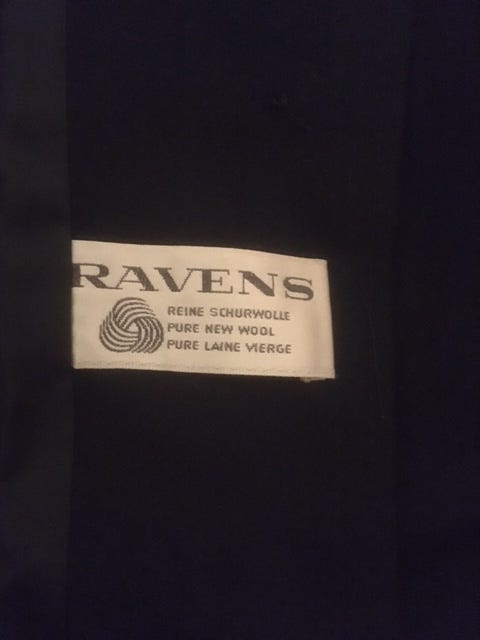 RAVENS
REINE SCHURWOLLE
PURE NEW WOOL
PURE LAINE VIERGE